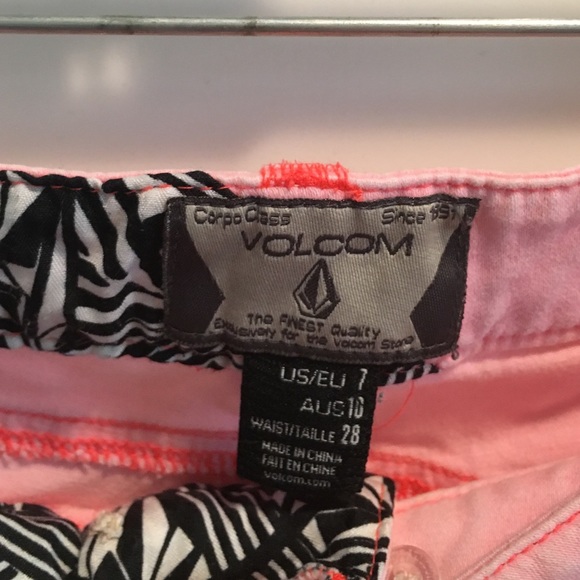 Corpo Class Since 1991
VOLCOM
The FINEST Quality
Exclusively for the Volcom Stone
US/EU 7
AUS 10
WAIST/TAILLE 28
MADE IN CHINA
FAIT EN CHINE
volcom.com